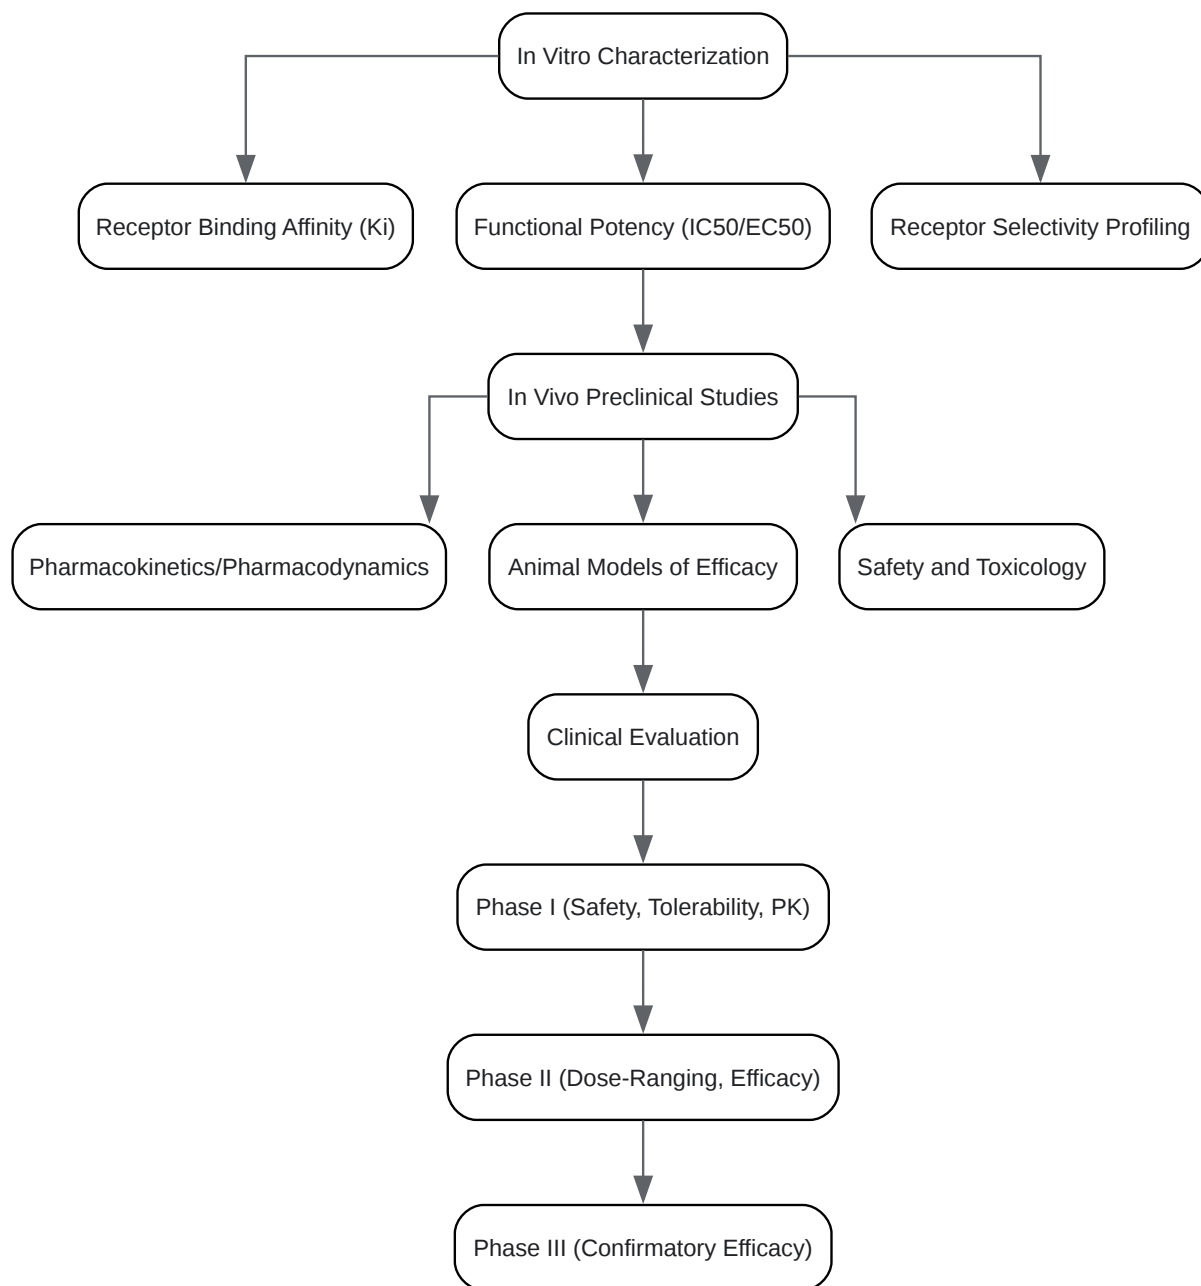 In Vitro Characterization
Receptor Binding Affinity (Ki)
Functional Potency (IC50/EC50)
Receptor Selectivity Profiling
In Vivo Preclinical Studies
Pharmacokinetics/Pharmacodynamics
Animal Models of Efficacy
Safety and Toxicology
Clinical Evaluation
Phase I (Safety, Tolerability, PK)
Phase II (Dose-Ranging, Efficacy)
Phase III (Confirmatory Efficacy)